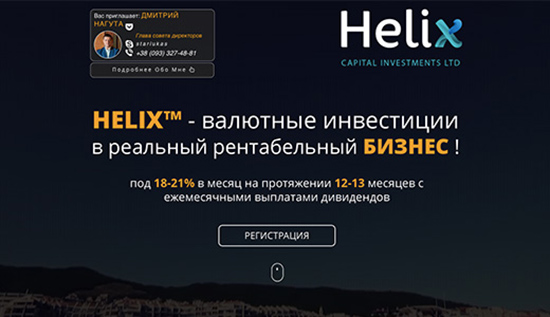 Вас приглашает: ДМИТРИЙ
НАГУТА
Глава совета директоров
starlukas
+38 (093) 327-48-81
Подробнее Обо Мне
Helix
CAPITAL INVESTMENTS LTD
HELIX™ - валютные инвестиции
в реальный рентабельный БИЗНЕС !
под 18-21% в месяц на протяжении 12-13 месяцев с
ежемесячными выплатами дивидендов
РЕГИСТРАЦИЯ